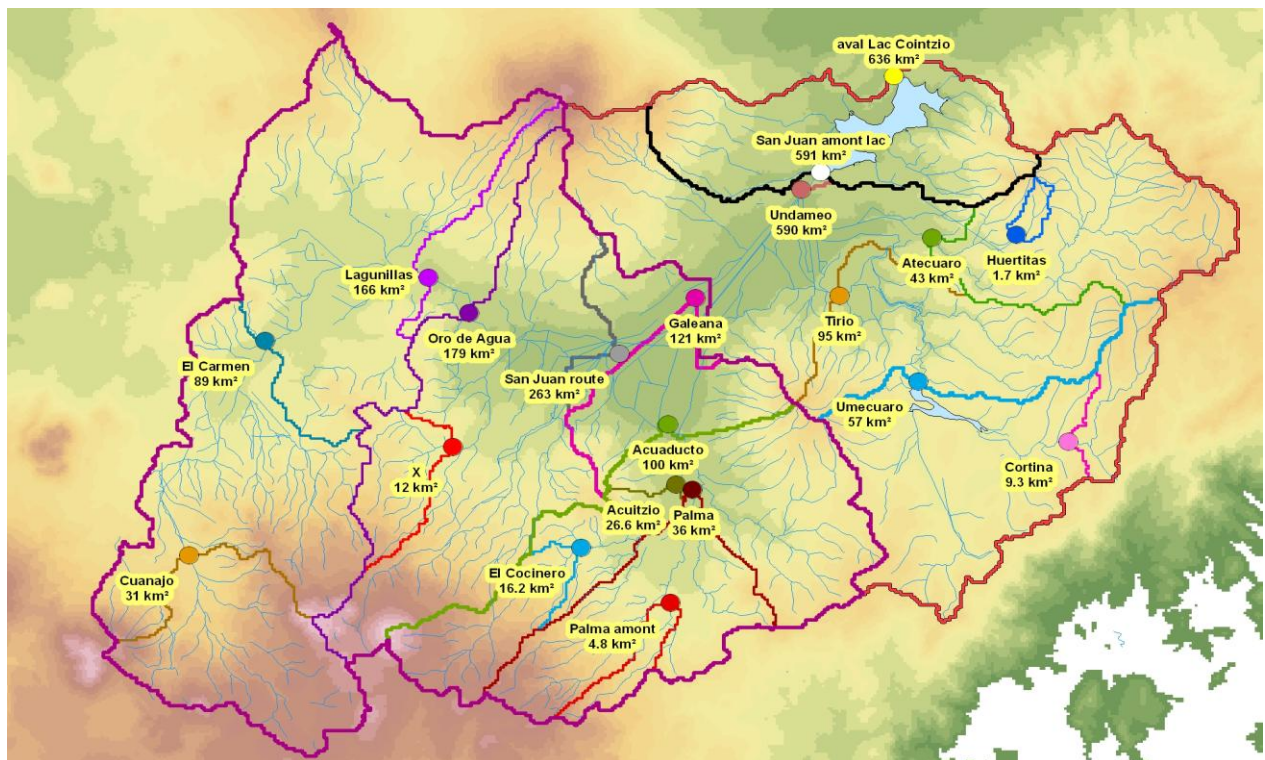 aval Lac Cointzio
636 km²
San Juan amont lac
591 km²
Undameo
590 km²
Atecuaro
43 km²
Huertitas
1.7 km²
Lagunillas
166 km²
Oro de Agua
179 km²
Galeana
121 km²
Tirio
95 km²
El Carmen
89 km²
San Juan route
263 km²
Umecuaro
57 km²
Acuaducto
100 km²
X
12 km²
Cortina
9.3 km²
Acuitzio
26.6 km²
Palma
36 km²
El Cocinero
16.2 km²
Cuanajo
31 km²
Palma amont
4.8 km²